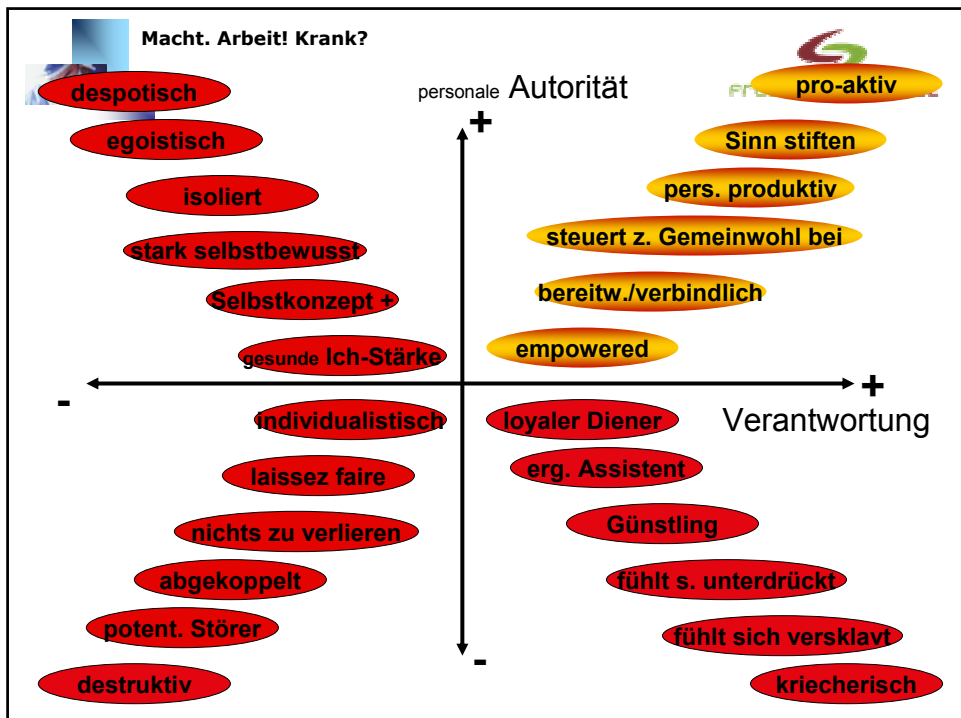 Macht. Arbeit! Krank?
despotisch
egoistisch
isoliert
stark selbstbewusst
Selbstkonzept +
gesunde Ich-Stärke
personale Autorität
+
pro-aktiv
Sinn stiften
pers. produktiv
steuert z. Gemeinwohl bei
bereitw./verbindlich
empowered
-
+
Verantwortung
individualistisch
laissez faire
nichts zu verlieren
abgekoppelt
potent. Störer
destruktiv
loyaler Diener
erg. Assistent
Günstling
fühlt s. unterdrückt
fühlt sich versklavt
kriecherisch
-